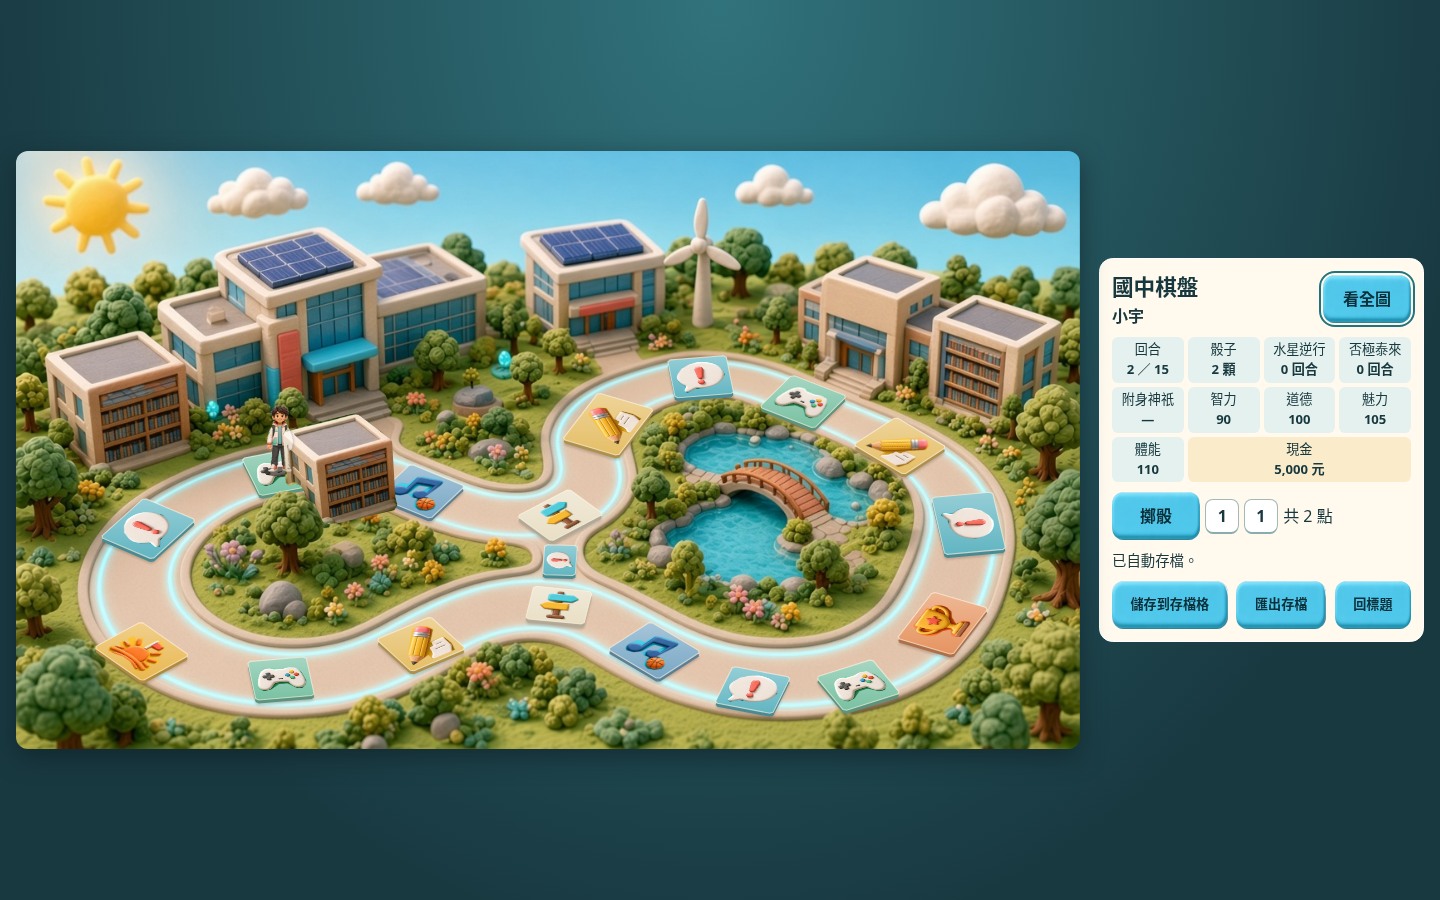 國中棋盤
小宇
看全圖
回合
2 ／ 15
骰子
2 顆
水星逆行
0 回合
否極泰來
0 回合
附身神祇
—
智力
90
道德
100
魅力
105
體能
110
現金
5,000 元
擲骰
1
1
共 2 點
已自動存檔。
儲存到存檔格
匯出存檔
回標題